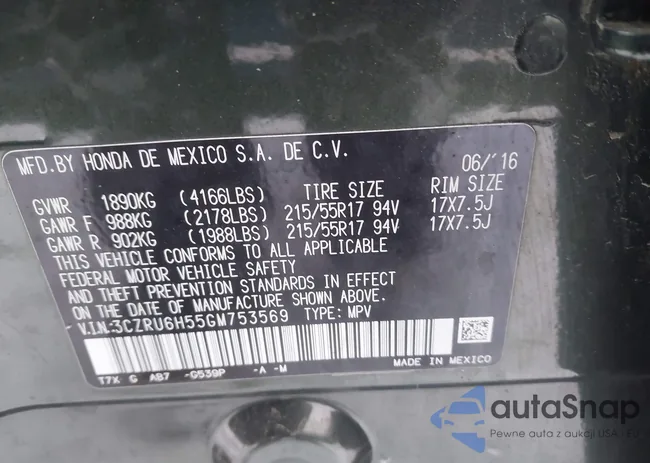 MFD.BY HONDA DE MEXICO S.A. DE C.V. 06/'16
GVWR 1890KG (4166LBS) TIRE SIZE RIM SIZE
GAWR F 988KG (2178LBS) 215/55R17 94V 17X7.5J
GAWR R 902KG (1988LBS) 215/55R17 94V 17X7.5J
THIS VEHICLE CONFORMS TO ALL APPLICABLE
FEDERAL MOTOR VEHICLE SAFETY
AND THEFT PREVENTION STANDARDS IN EFFECT
ON THE DATE OF MANUFACTURE SHOWN ABOVE.
V.I.N:3CZRU6H55GM753569 TYPE: MPV
T7X G AB7 -G539P -A -M MADE IN MEXICO
autaSnap
Pewne auta z aukcji USA